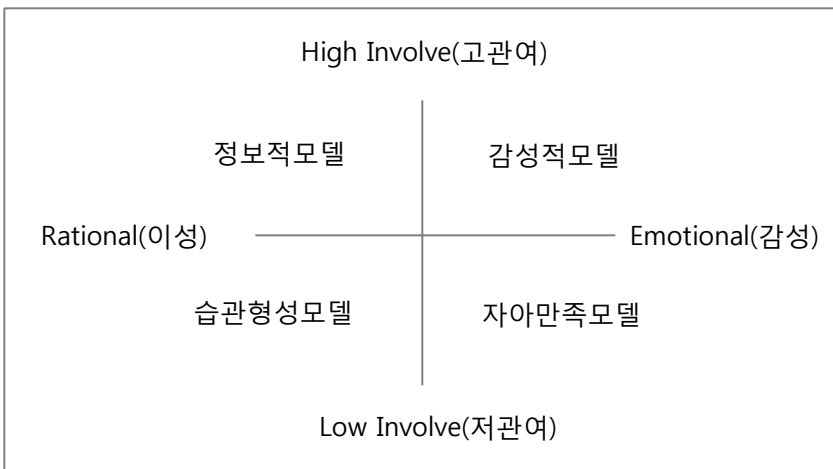 High Involve(고관여)
정보적모델 감성적모델
Rational(이성) Emotional(감성)
습관형성모델 자아만족모델
Low Involve(저관여)